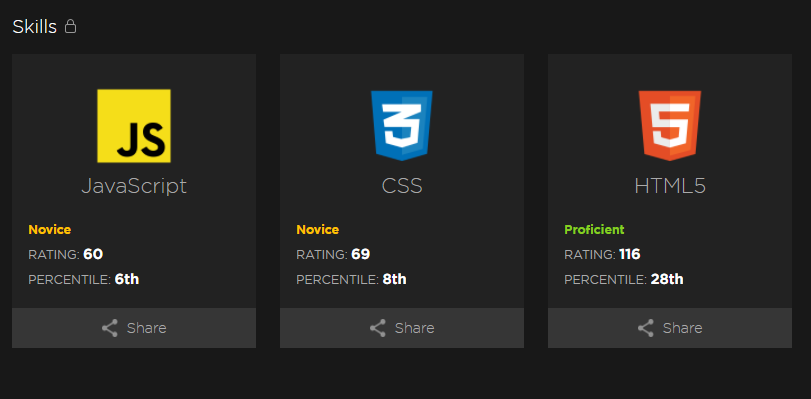 Skills
JS
JavaScript
Novice
RATING: 60
PERCENTILE: 6th
Share
3
CSS
Novice
RATING: 69
PERCENTILE: 8th
Share
5
HTML5
Proficient
RATING: 116
PERCENTILE: 28th
Share